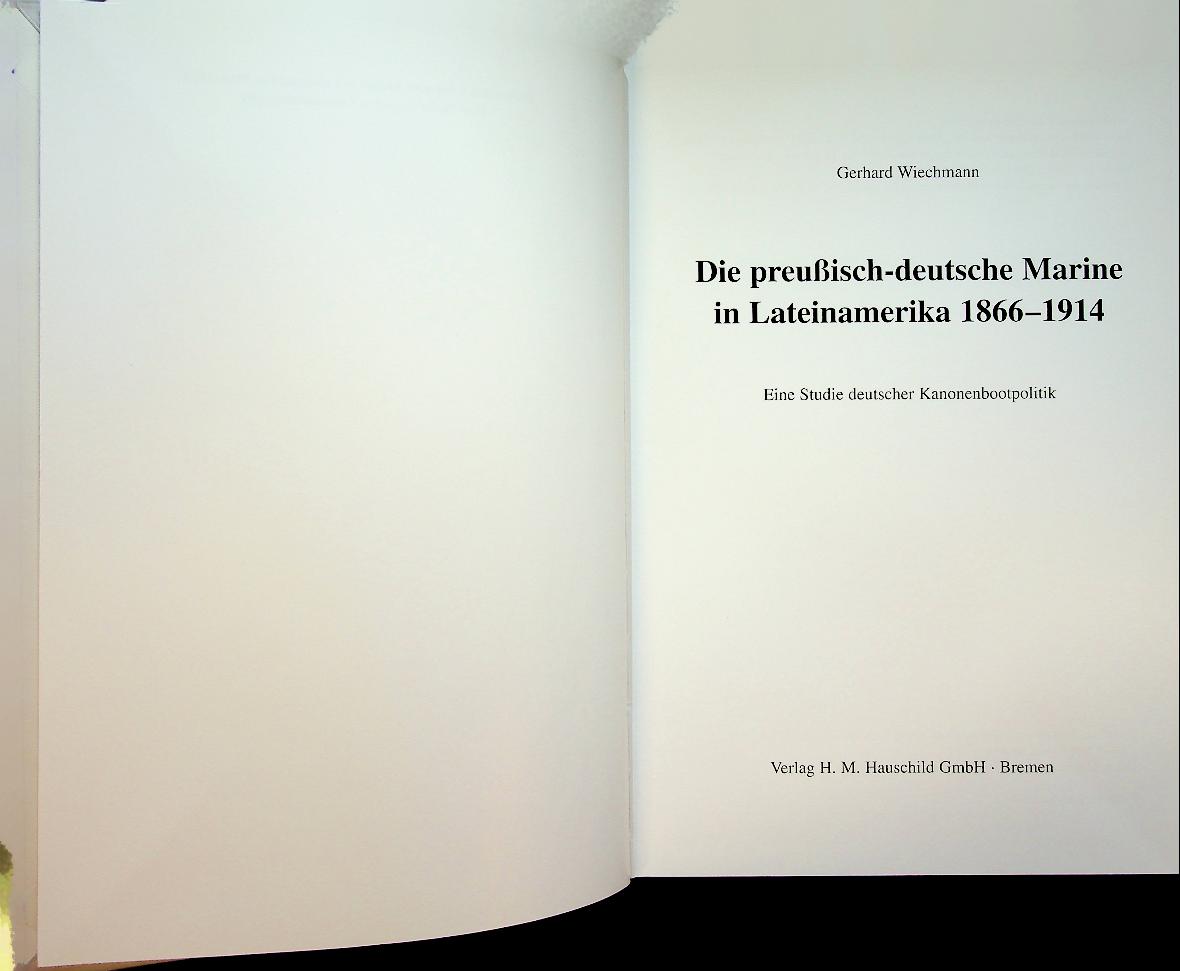 Gerhard Wiechmann
Die preußisch-deutsche Marine
in Lateinamerika 1866–1914
Eine Studie deutscher Kanonenbootpolitik
Verlag H. M. Hauschild GmbH · Bremen